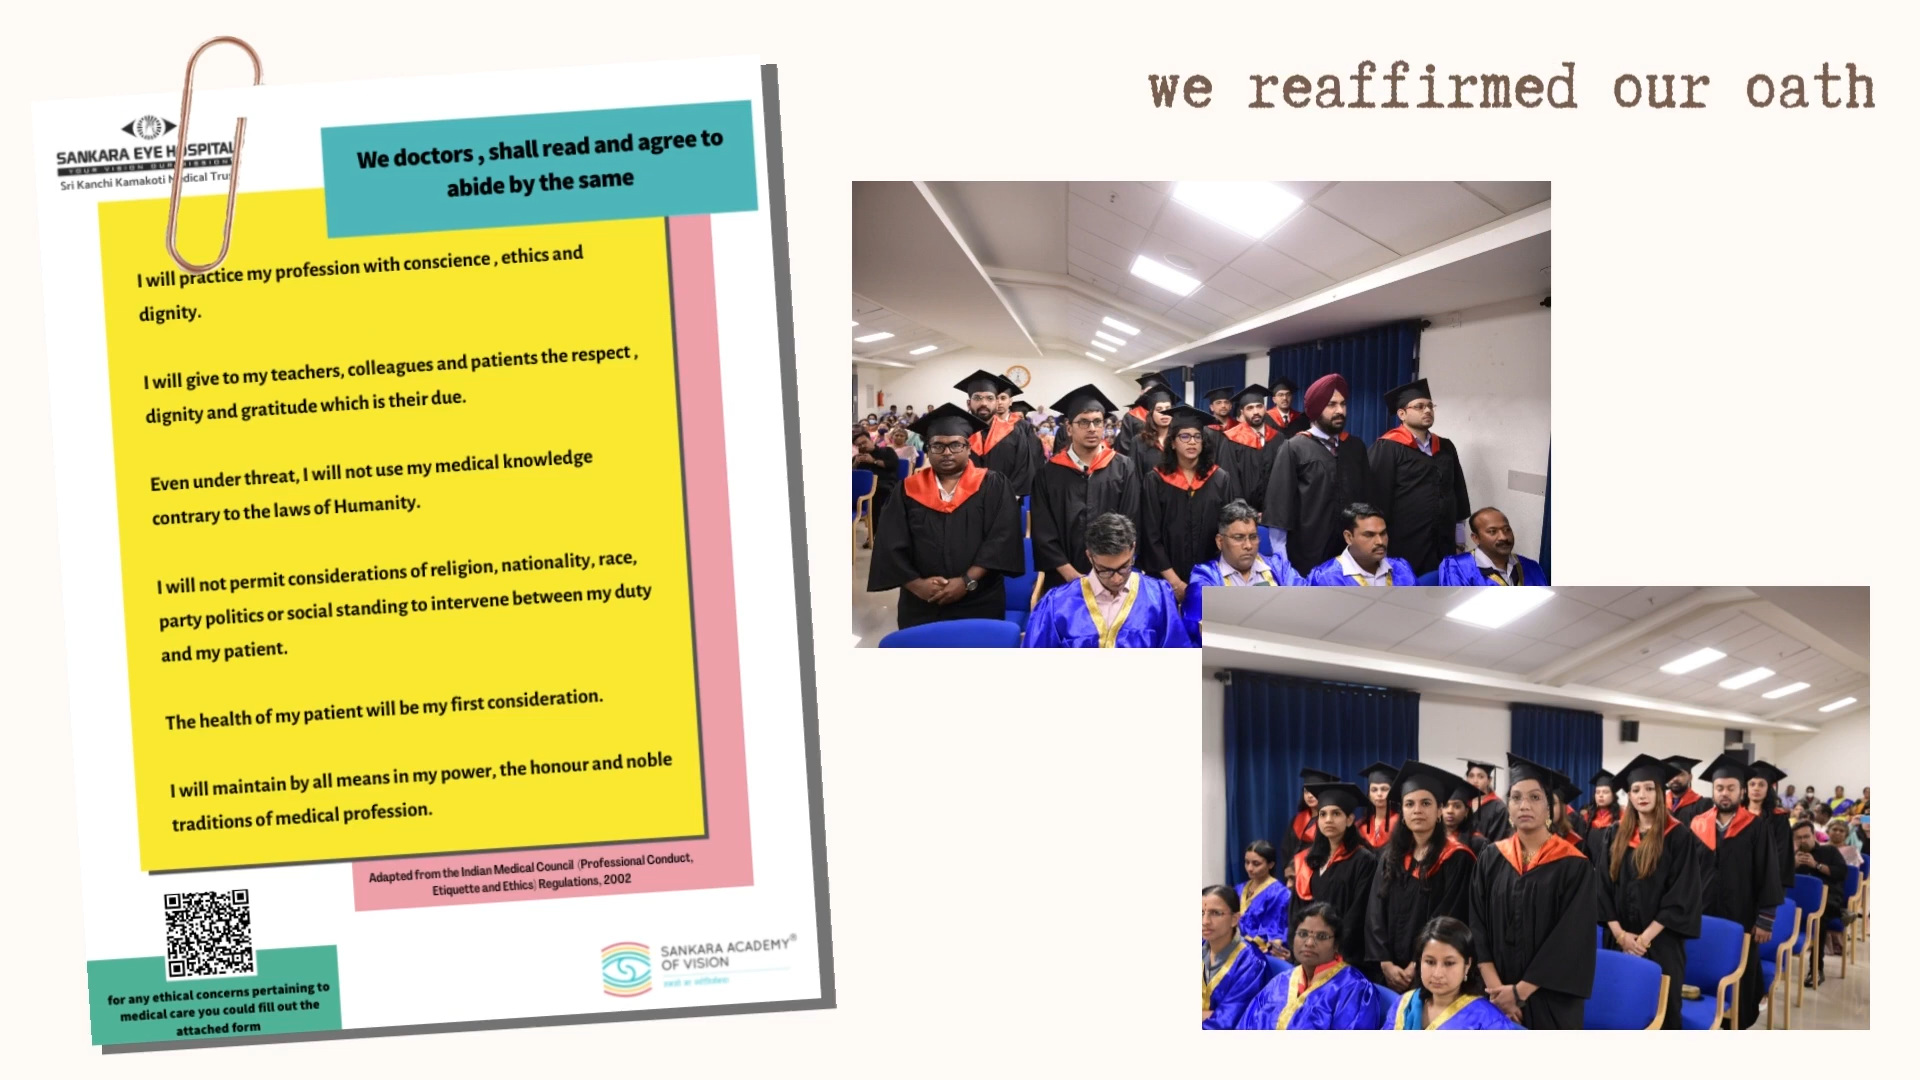 we reaffirmed our oath
SANKARA EYE HOSPITAL
YOUR VISION OUR MISSION
Sri Kanchi Kamakoti Medical Trust
We doctors , shall read and agree to
abide by the same
I will practice my profession with conscience , ethics and
dignity.
I will give to my teachers, colleagues and patients the respect ,
dignity and gratitude which is their due.
Even under threat, I will not use my medical knowledge
contrary to the laws of Humanity.
I will not permit considerations of religion, nationality, race,
party politics or social standing to intervene between my duty
and my patient.
The health of my patient will be my first consideration.
I will maintain by all means in my power, the honour and noble
traditions of medical profession.
Adapted from the Indian Medical Council (Professional Conduct,
Etiquette and Ethics) Regulations, 2002
for any ethical concerns pertaining to
medical care you could fill out the
attached form
SANKARA ACADEMY®
OF VISION